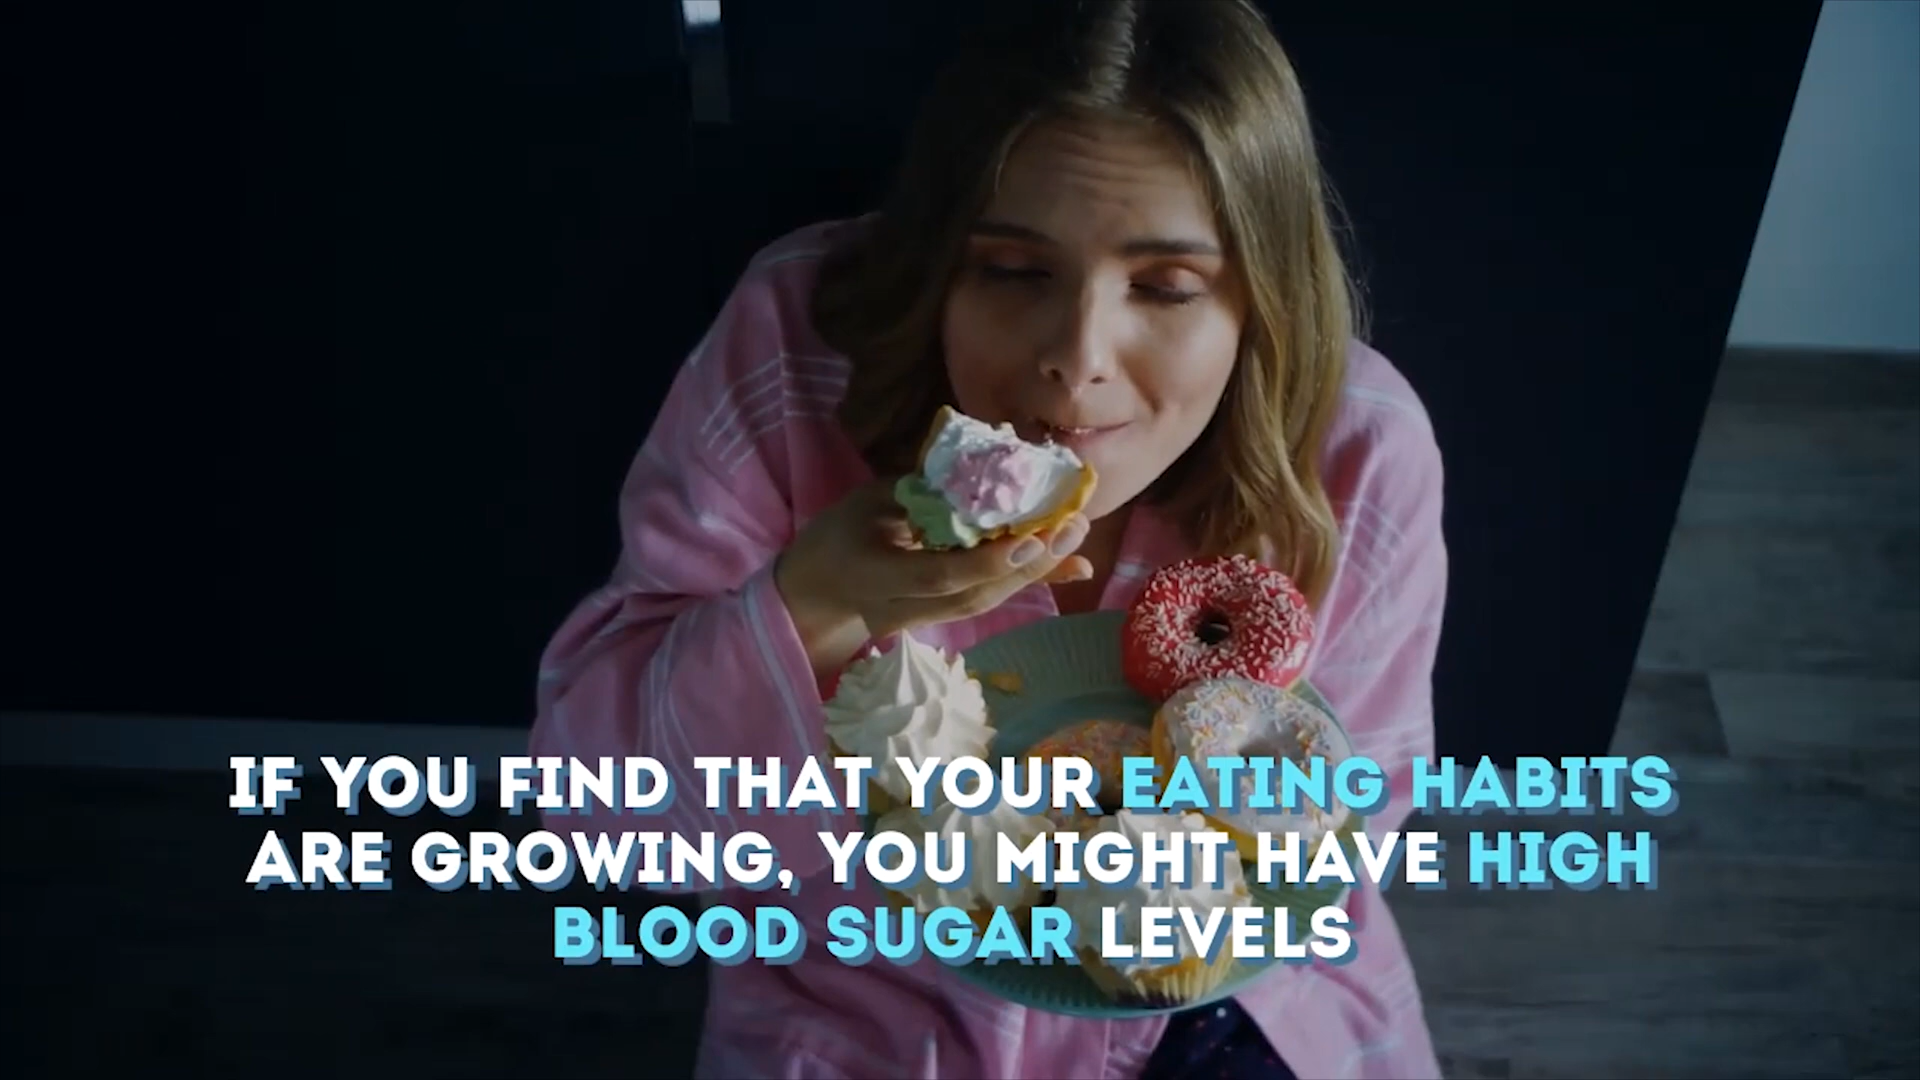 IF YOU FIND THAT YOUR EATING HABITS
ARE GROWING, YOU MIGHT HAVE HIGH
BLOOD SUGAR LEVELS